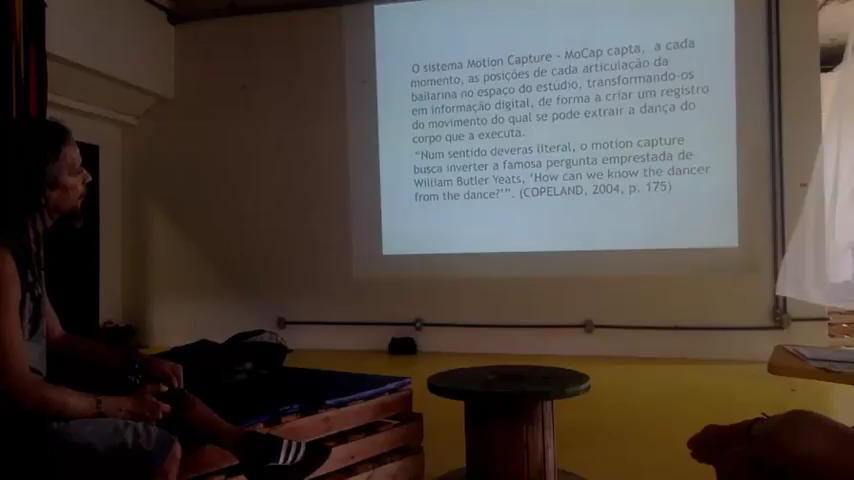 O sistema Motion Capture - MoCap capta, a cada
momento, as posições de cada articulação da
bailarina no espaço do estúdio, transformando-os
em informação digital, de forma a criar um registro
do movimento do qual se pode extrair a dança do
corpo que a executa.
“Num sentido deveras literal, o motion capture
busca inverter a famosa pergunta emprestada de
William Butler Yeats, ‘How can we know the dancer
from the dance?’”. (COPELAND, 2004, p. 175)